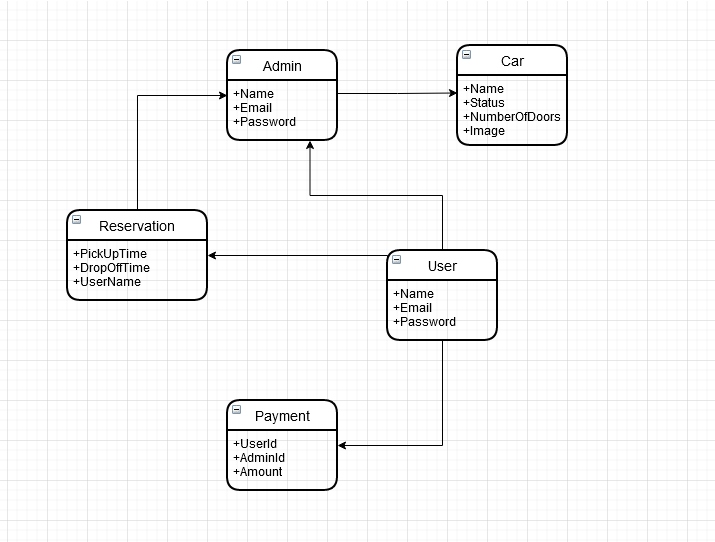 Admin
+Name
+Email
+Password
Car
+Name
+Status
+NumberOfDoors
+Image
Reservation
+PickUpTime
+DropOffTime
+UserName
User
+Name
+Email
+Password
Payment
+UserId
+AdminId
+Amount